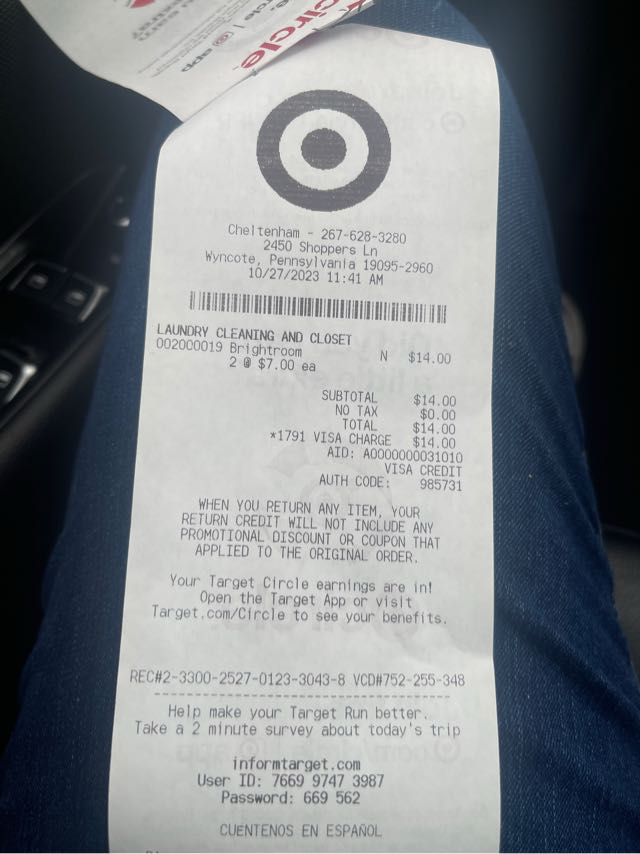 circle
app
circle.
Cheltenham - 267-628-3280
2450 Shoppers Ln
Wyncote, Pennsylvania 19095-2960
10/27/2023 11:41 AM
LAUNDRY CLEANING AND CLOSET
002000019 Brightroom N $14.00
2 @ $7.00 ea
SUBTOTAL $14.00
NO TAX $0.00
TOTAL $14.00
*1791 VISA CHARGE $14.00
AID: A0000000031010
VISA CREDIT
AUTH CODE: 985731
WHEN YOU RETURN ANY ITEM, YOUR
RETURN CREDIT WILL NOT INCLUDE ANY
PROMOTIONAL DISCOUNT OR COUPON THAT
APPLIED TO THE ORIGINAL ORDER.
Your Target Circle earnings are in!
Open the Target App or visit
Target.com/Circle to see your benefits.
REC#2-3300-2527-0123-3043-8 VCD#752-255-348
Help make your Target Run better.
Take a 2 minute survey about today's trip
informtarget.com
User ID: 7669 9747 3987
Password: 669 562
CUENTENOS EN ESPAÑOL